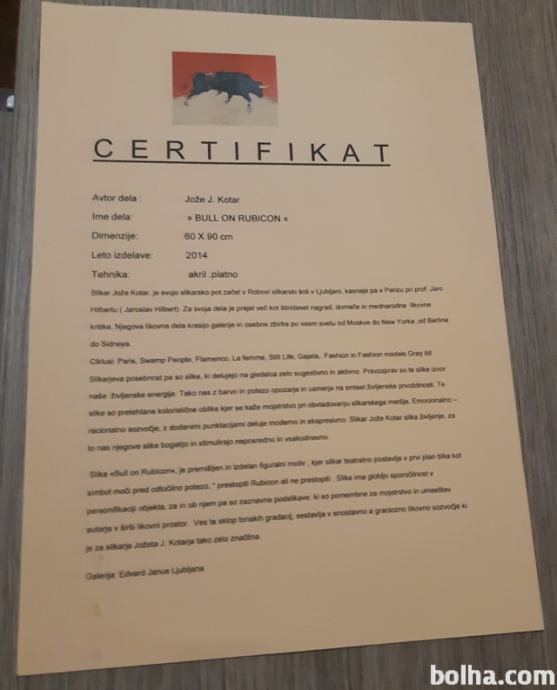 CERTIFIKAT
Avtor dela : Jože J. Kotar
Ime dela: » BULL ON RUBICON «
Dimenzije: 60 X 90 cm
Leto izdelave: 2014
Tehnika: akril ,platno
Slikar Jože Kotar, je svojo slikarsko pot začel v Robovi slikarski šoli v Ljubljani, kasneje pa v Parizu pri prof. Jaro
Hilbertu ( Jaroslav Hilbert). Za svoja dela je prejel več kot štirideset nagrad, domače in mednarodne likovne
kritike. Njegova likovna dela krasijo galerije in osebne zbirke po vsem svetu od Moskve do New Yorka ,od Berlina
do Sidneya.
Ciklusi: Paris, Swamp People, Flamenco, La femme, Still Life, Gajeta, Fashion in Fashion models Gray itd
Slikarjeva posebnost pa so slike, ki delujejo na gledalca zelo sugestivno in aktivno. Pravzaprav so te slike izvor
naše življenske energije. Tako nas z barvo in potezo opozarja in usmerja na smisel življenske prvobitnosti. Te
slike so pretehtane koloristične oblike kjer se kaže mojstrstvo pri obvladovanju slikarskega medija. Emocionalno –
racionalno sozvočje, z dodanimi punktacijami deluje moderno in ekspresivno. Slikar Jože Kotar slika življenje, za
to nas njegove slike bogatijo in stimulirajo neposredno in vsakodnevno.
Slika «Bull on Rubicon«, je premišljen in izdelan figuralni motiv , kjer slikar teatralno postavlja v prvi plan bika kot
simbol moči pred odločilno potezo, " prestopiti Rubicon ali ne prestopiti . Slika ima globljo sporočilnost v
personifikaciji objekta, za in ob njem pa so zaznavne podslikave, ki so pomembne za mojstrstvo in umestitev
avtorja v širši likovni prostor. Ves ta sklop tonskih gradacij, sestavlja v enostavno a graciozno likovno sozvočje ki
je za slikarja Jožeta J. Kotarja tako zelo značilna.
Galerija: Edward Janus Ljubljana
bolha.com